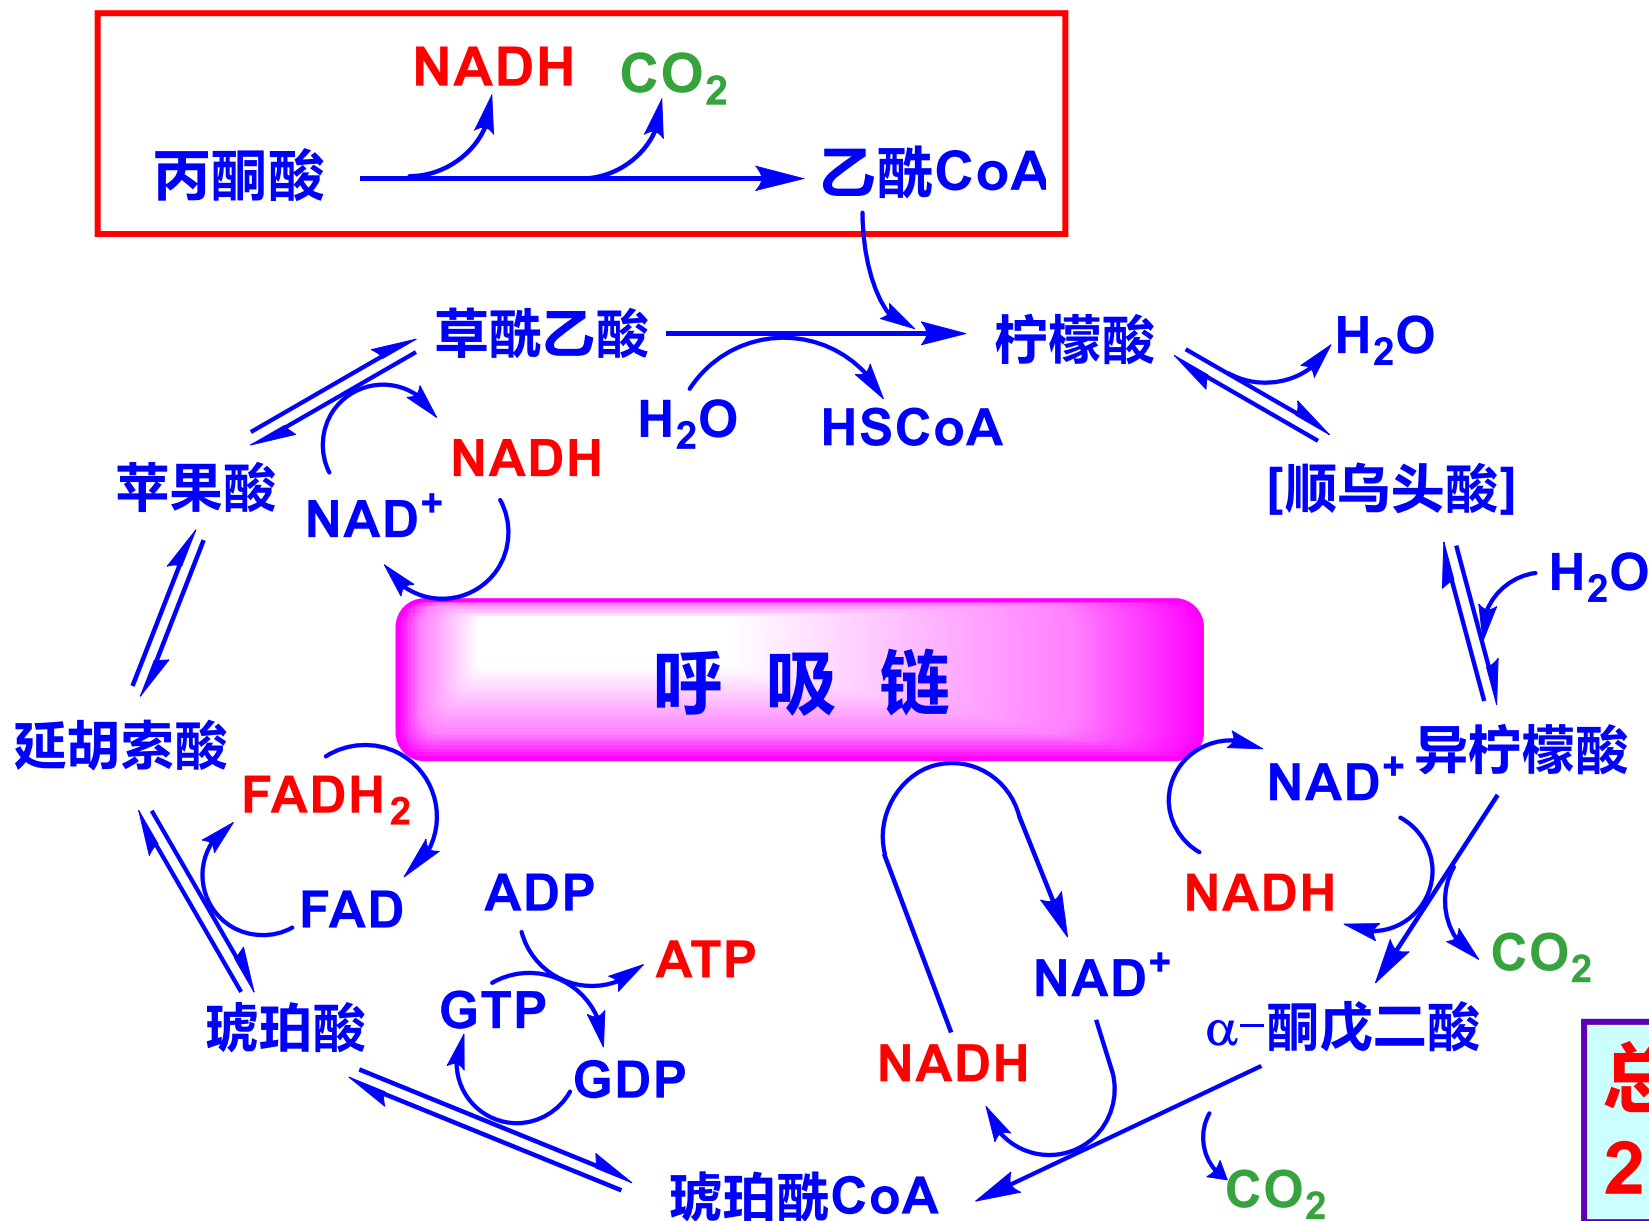 NADH
CO₂
丙酮酸
乙酰CoA
草酰乙酸
柠檬酸
H₂O
H₂O
HSCoA
NADH
苹果酸
NAD⁺
[顺乌头酸]
H₂O
呼 吸 链
延胡索酸
FADH₂
NAD⁺
异柠檬酸
FAD
ADP
NADH
ATP
CO₂
GTP
NAD⁺
琥珀酸
α－酮戊二酸
GDP
NADH
总
2
琥珀酰CoA
CO₂